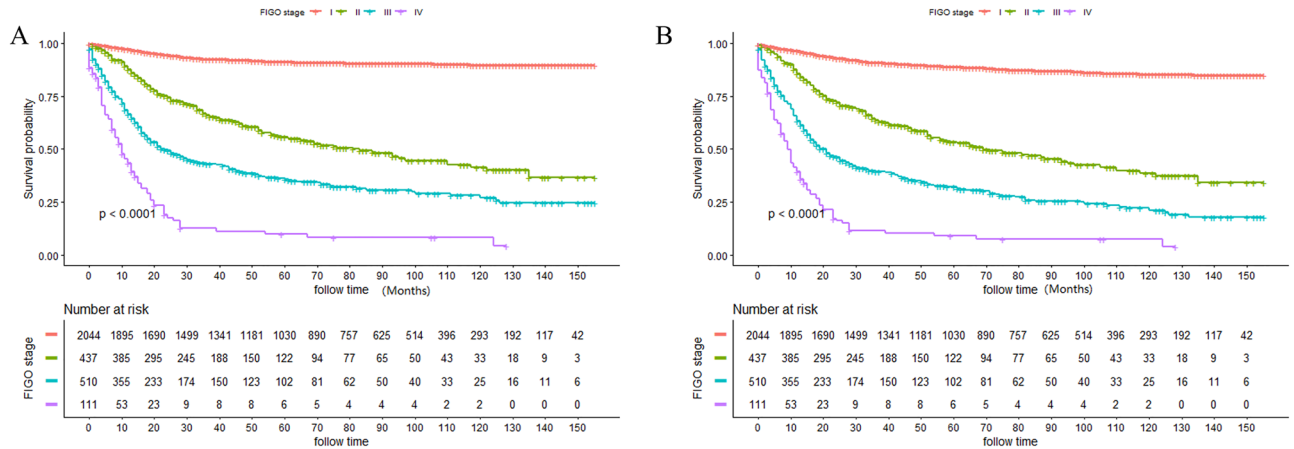 A
FIGO stage I II III IV
1.00
0.75
0.50
0.25
0.00
Survival probability
p < 0.0001
0 10 20 30 40 50 60 70 80 90 100 110 120 130 140 150
follow time (Months)
Number at risk
FIGO stage
2044 1895 1690 1499 1341 1181 1030 890 757 625 514 396 293 192 117 42
437 385 295 245 188 150 122 94 77 65 50 43 33 18 9 3
510 355 233 174 150 123 102 81 62 50 40 33 25 16 11 6
111 53 23 9 8 8 6 5 4 4 4 2 2 0 0 0
0 10 20 30 40 50 60 70 80 90 100 110 120 130 140 150
follow time
B
FIGO stage I II III IV
1.00
0.75
0.50
0.25
0.00
Survival probability
p < 0.0001
0 10 20 30 40 50 60 70 80 90 100 110 120 130 140 150
follow time (Months)
Number at risk
FIGO stage
2044 1895 1690 1499 1341 1181 1030 890 757 625 514 396 293 192 117 42
437 385 295 245 188 150 122 94 77 65 50 43 33 18 9 3
510 355 233 174 150 123 102 81 62 50 40 33 25 16 11 6
111 53 23 9 8 8 6 5 4 4 4 2 2 0 0 0
0 10 20 30 40 50 60 70 80 90 100 110 120 130 140 150
follow time